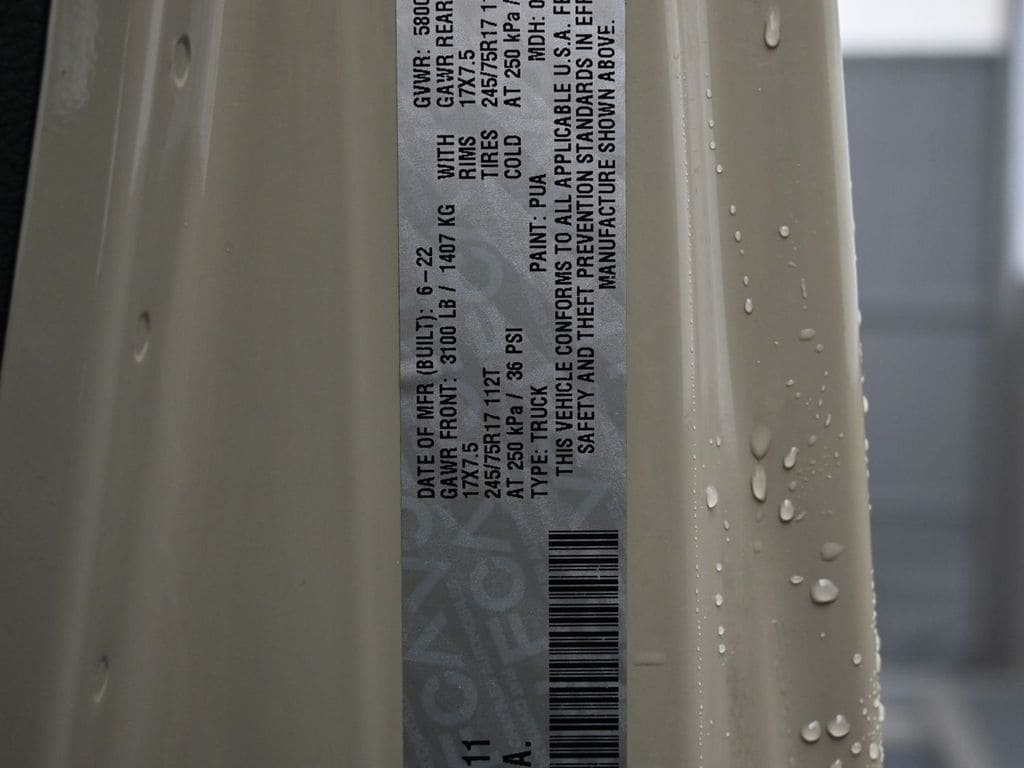 DATE OF MFR (BUILT): 6-22 GVWR: 580
GAWR FRONT: 3100 LB / 1407 KG WITH GAWR REAR
17X7.5 RIMS 17X7.5
245/75R17 112T TIRES 245/75R17 11
AT 250 kPa / 36 PSI COLD AT 250 kPa /
TYPE: TRUCK PAINT: PUA MDH: 0
THIS VEHICLE CONFORMS TO ALL APPLICABLE U.S.A. FE
SAFETY AND THEFT PREVENTION STANDARDS IN EFF
MANUFACTURE SHOWN ABOVE.
11
A.